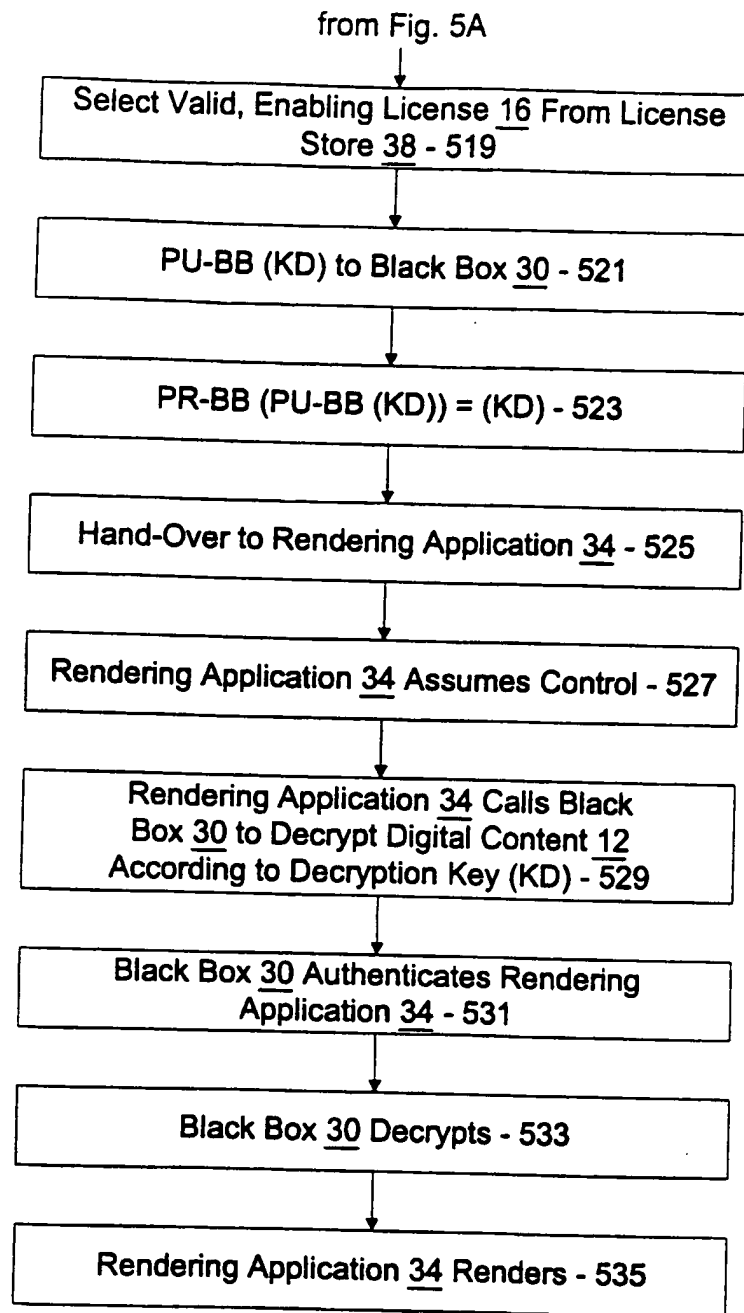 from Fig. 5A
Select Valid, Enabling License 16 From License
Store 38 - 519
PU-BB (KD) to Black Box 30 - 521
PR-BB (PU-BB (KD)) = (KD) - 523
Hand-Over to Rendering Application 34 - 525
Rendering Application 34 Assumes Control - 527
Rendering Application 34 Calls Black
Box 30 to Decrypt Digital Content 12
According to Decryption Key (KD) - 529
Black Box 30 Authenticates Rendering
Application 34 - 531
Black Box 30 Decrypts - 533
Rendering Application 34 Renders - 535